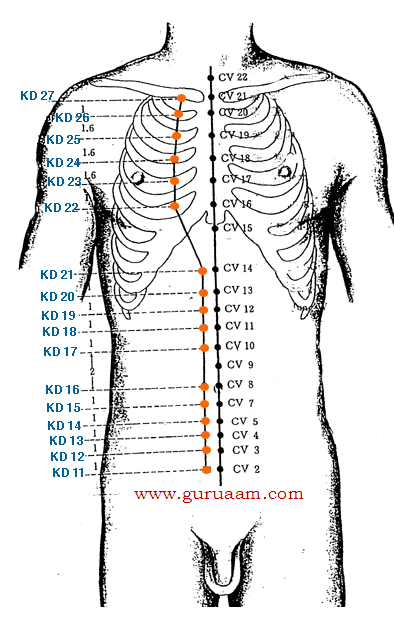 CV 22
KD 27 CV 21
1
KD 26 CV 20
1.6
KD 25 CV 19
1.6
KD 24 CV 18
1.6
KD 23 CV 17
1
KD 22 CV 16
CV 15
KD 21 CV 14
KD 20 CV 13
1
KD 19 CV 12
1
KD 18 CV 11
1
KD 17 CV 10
1
CV 9
2
1
KD 16 CV 8
1
KD 15 CV 7
1
KD 14 CV 5
1
KD 13 CV 4
1
KD 12 CV 3
1
KD 11 CV 2
www.guruaam.com